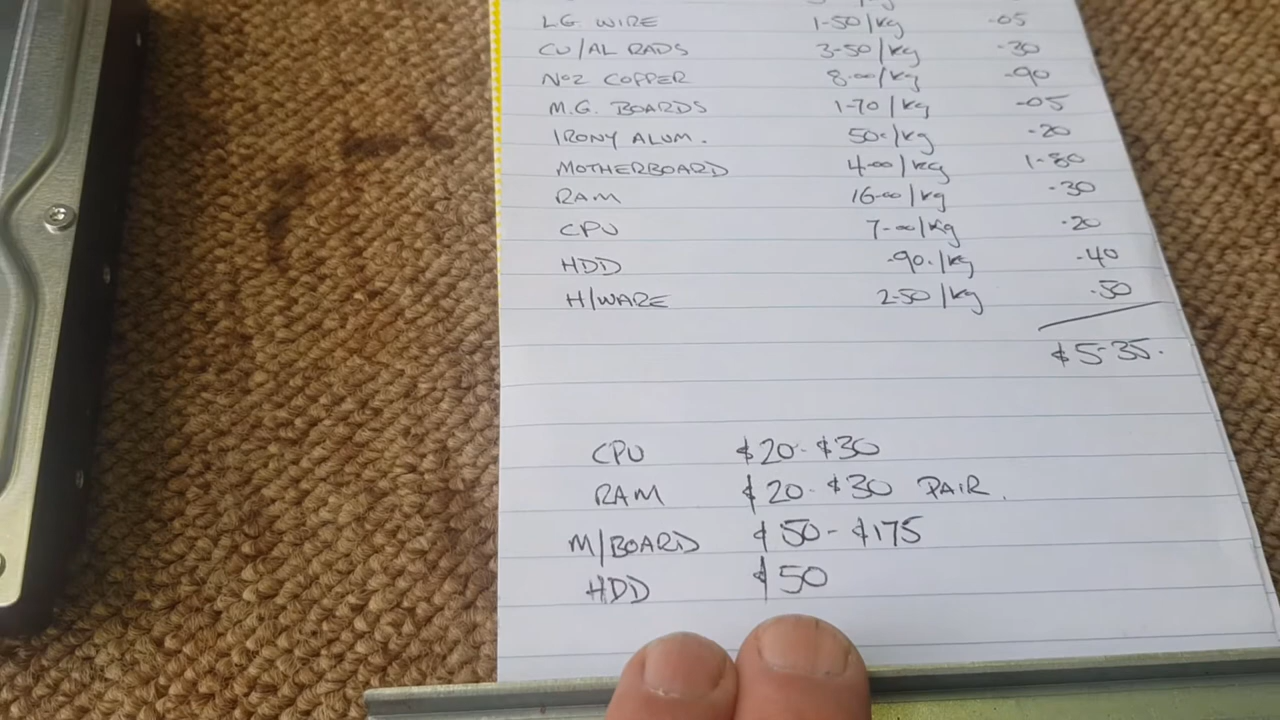 LG WIRE 1-50/kg -05
CU/AL RADS 3-50/kg -30
No2 COPPER 8-00/kg -90
M.G. BOARDS 1-70/kg -05
IRONY ALUM. 50c/kg -20
MOTHERBOARD 4-00/kg 1-80
RAM 16-00/kg -30
CPU 7-00/kg -20
HDD -90./kg -40
H/WARE 2-50/kg .50
$5-35.
CPU $20-$30
RAM $20-$30 PAIR.
M/BOARD $50-$175
HDD $50